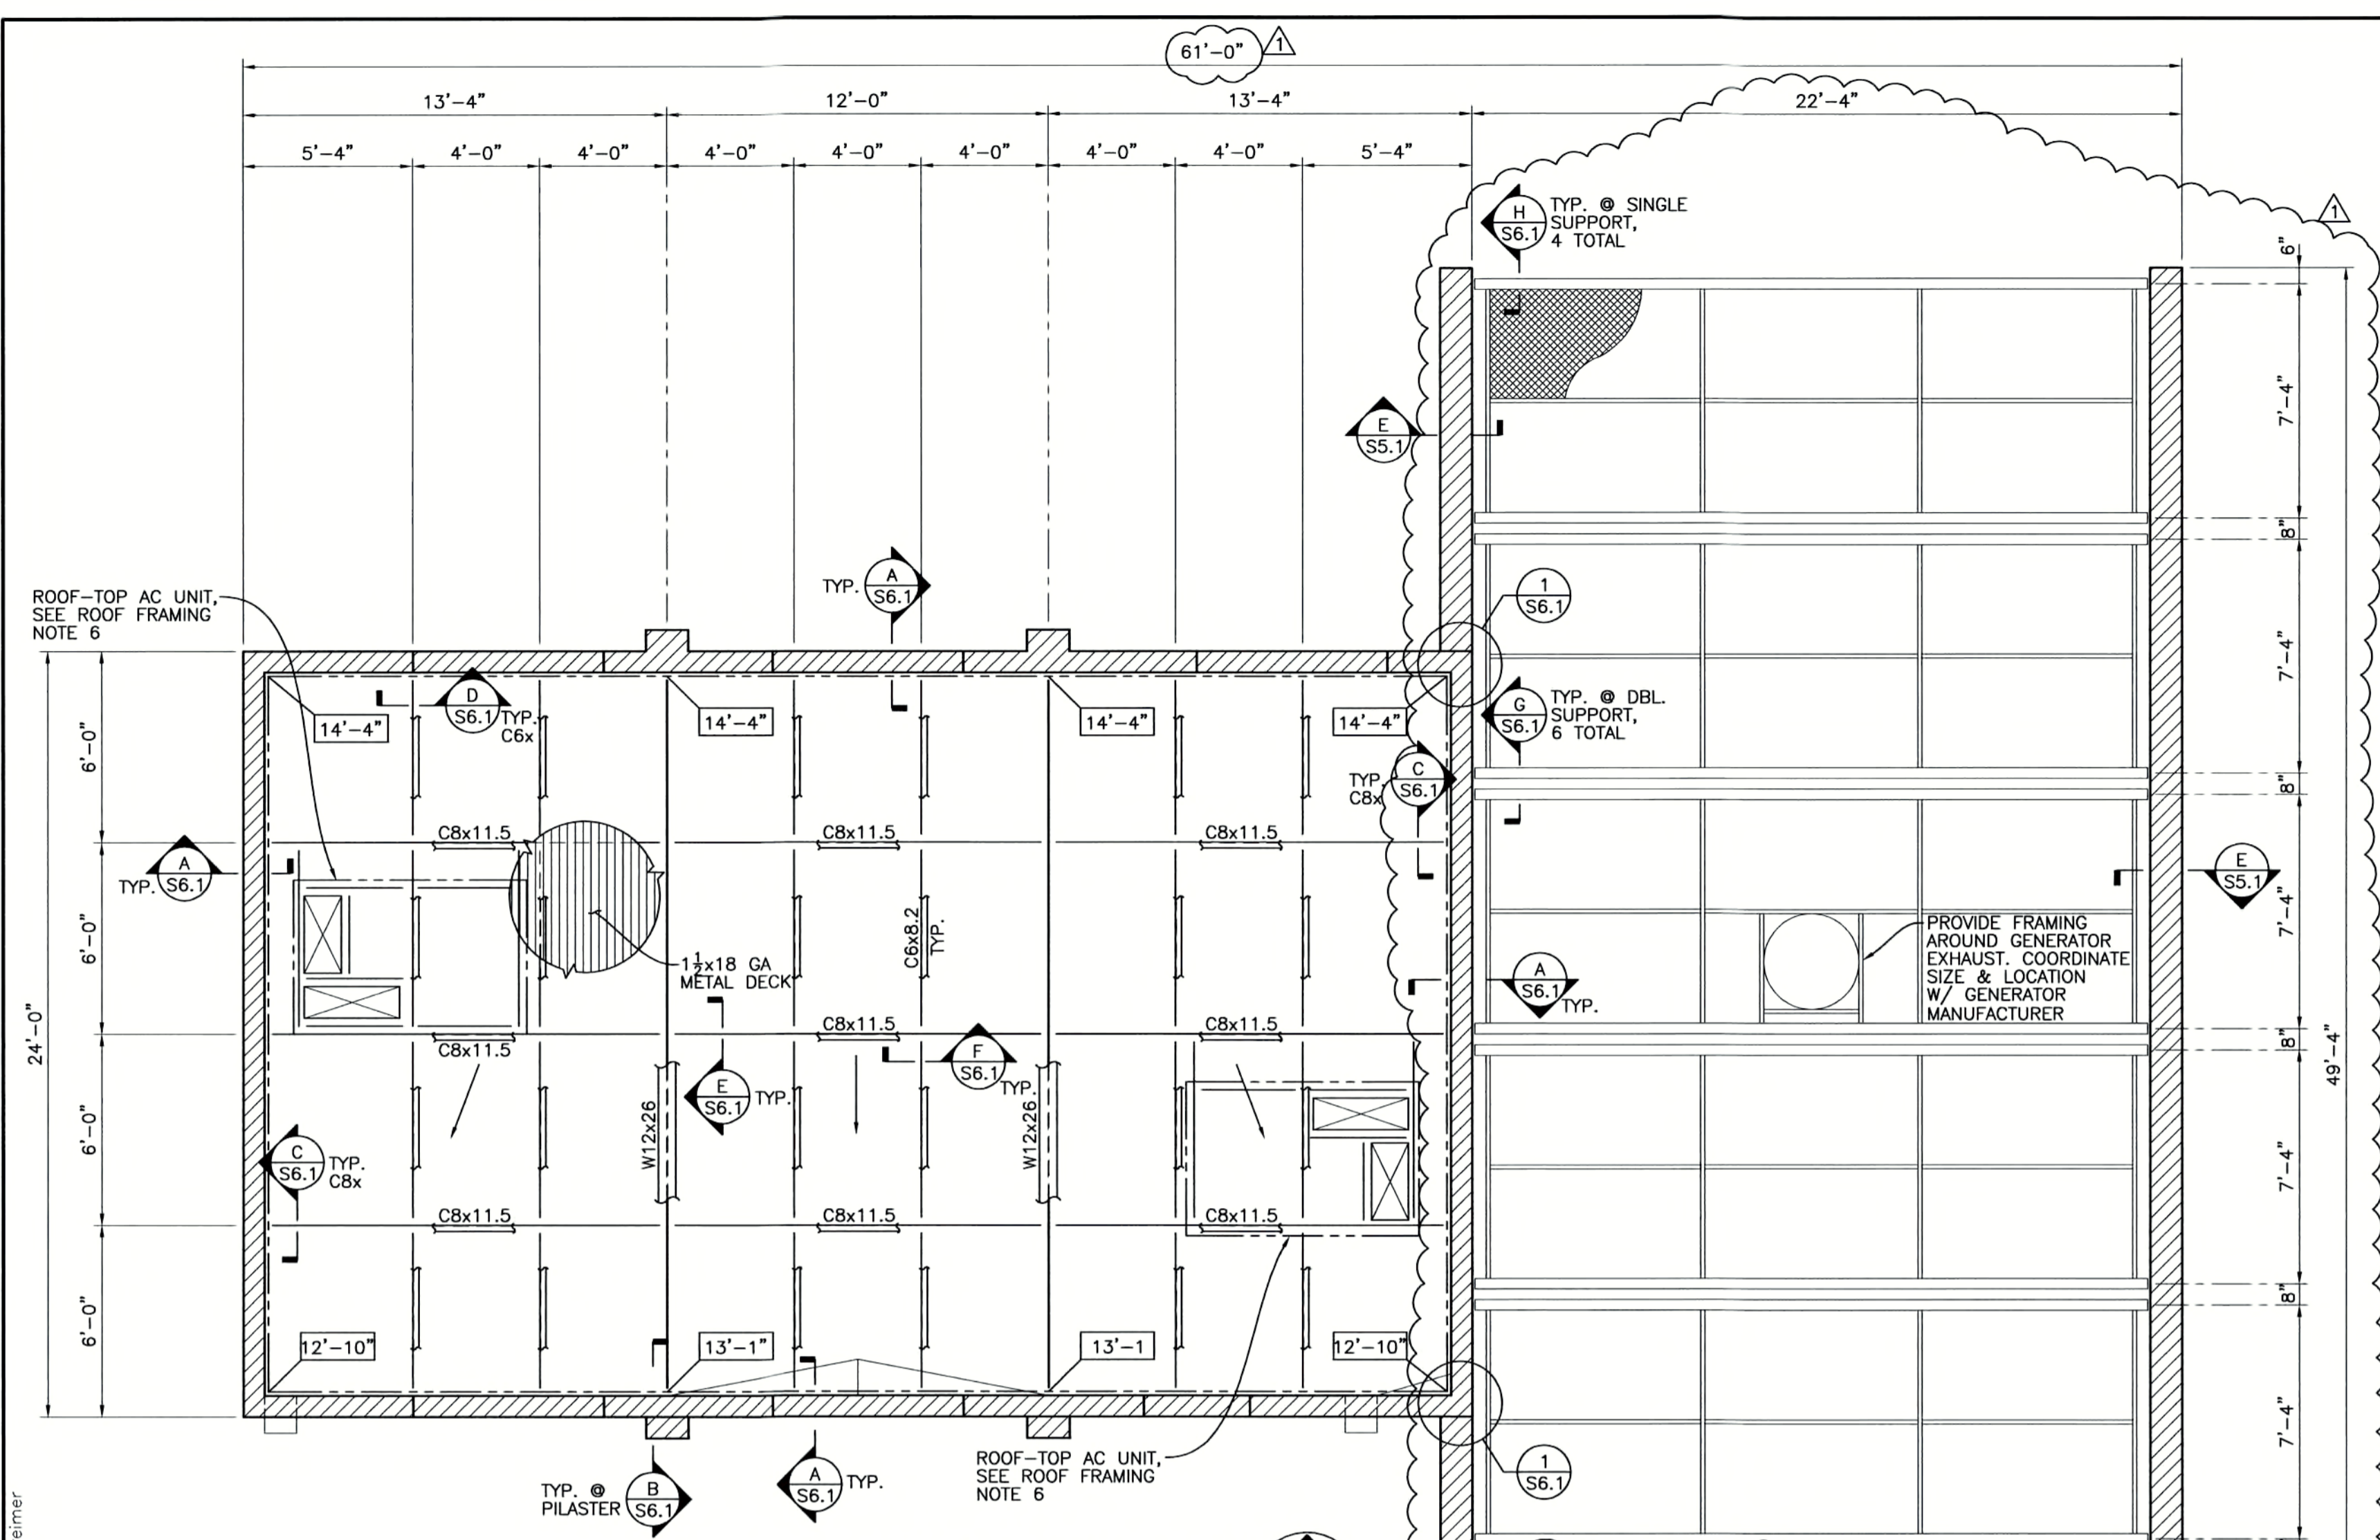 61'-0"
1
13'-4"
12'-0"
13'-4"
22'-4"
5'-4"
4'-0"
4'-0"
4'-0"
4'-0"
4'-0"
4'-0"
4'-0"
5'-4"
H
S6.1
TYP. @ SINGLE
SUPPORT,
4 TOTAL
1
6"
7'-4"
E
S5.1
8"
A
S6.1
TYP.
1
S6.1
ROOF-TOP AC UNIT,
SEE ROOF FRAMING
NOTE 6
7'-4"
D
S6.1
TYP.
C6x
14'-4"
14'-4"
14'-4"
14'-4"
G
S6.1
TYP. @ DBL.
SUPPORT,
6 TOTAL
6'-0"
C
S6.1
TYP.
C8x
8"
C8x11.5
C8x11.5
C8x11.5
A
S6.1
TYP.
E
S5.1
6'-0"
C6x8.2
TYP.
7'-4"
1½x18 GA
METAL DECK
A
S6.1
TYP.
PROVIDE FRAMING
AROUND GENERATOR
EXHAUST. COORDINATE
SIZE & LOCATION
W/ GENERATOR
MANUFACTURER
24'-0"
C8x11.5
C8x11.5
C8x11.5
8"
49'-4"
F
S6.1
TYP.
E
S6.1
TYP.
W12x26
W12x26
6'-0"
7'-4"
C
S6.1
TYP.
C8x
C8x11.5
C8x11.5
C8x11.5
8"
6'-0"
12'-10"
13'-1"
13'-1
12'-10"
7'-4"
ROOF-TOP AC UNIT,
SEE ROOF FRAMING
NOTE 6
1
S6.1
TYP. @
PILASTER
B
S6.1
A
S6.1
TYP.
eimer